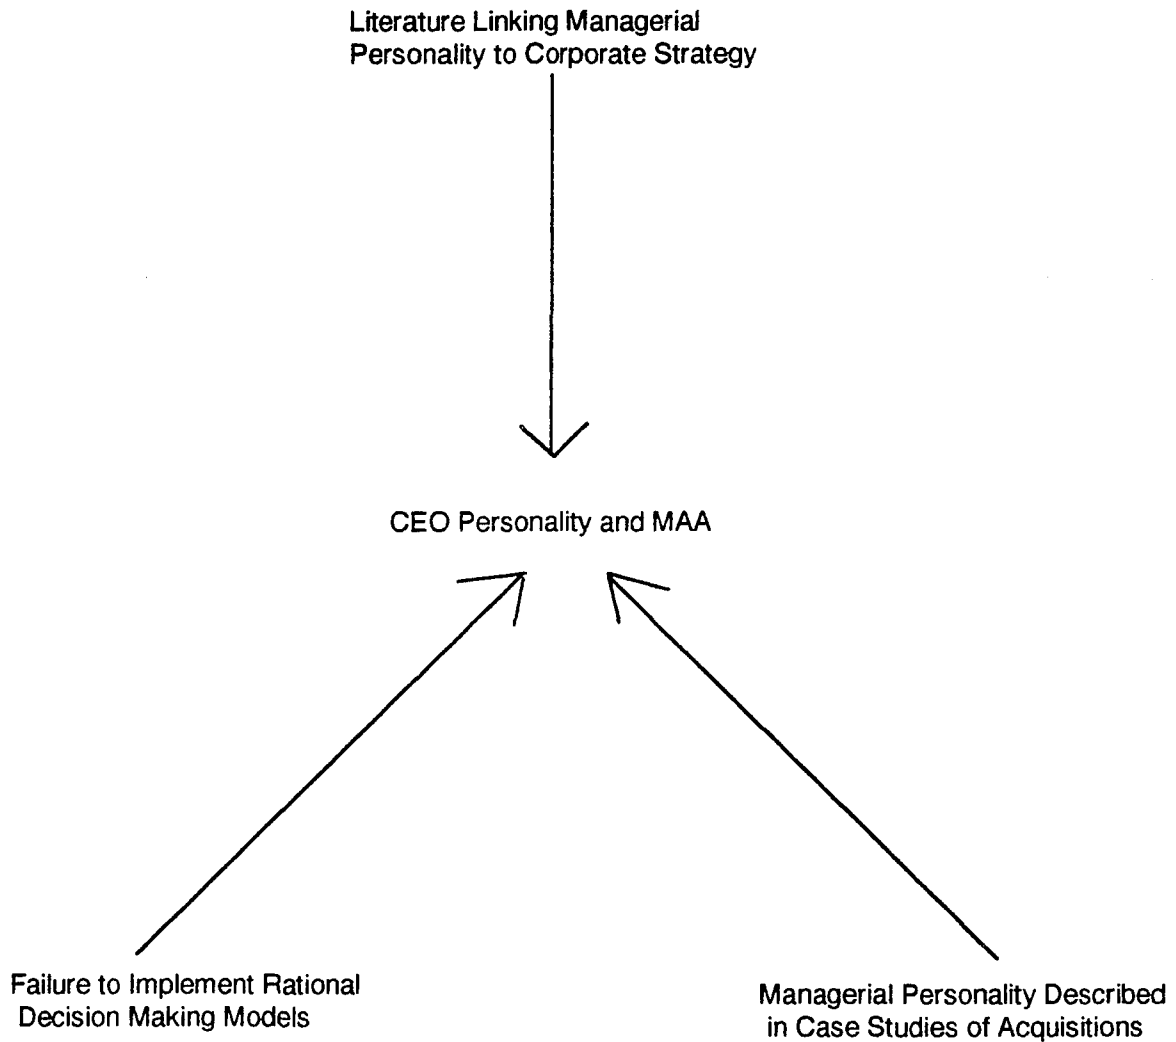 Literature Linking Managerial
Personality to Corporate Strategy
CEO Personality and MAA
Failure to Implement Rational
Decision Making Models
Managerial Personality Described
in Case Studies of Acquisitions